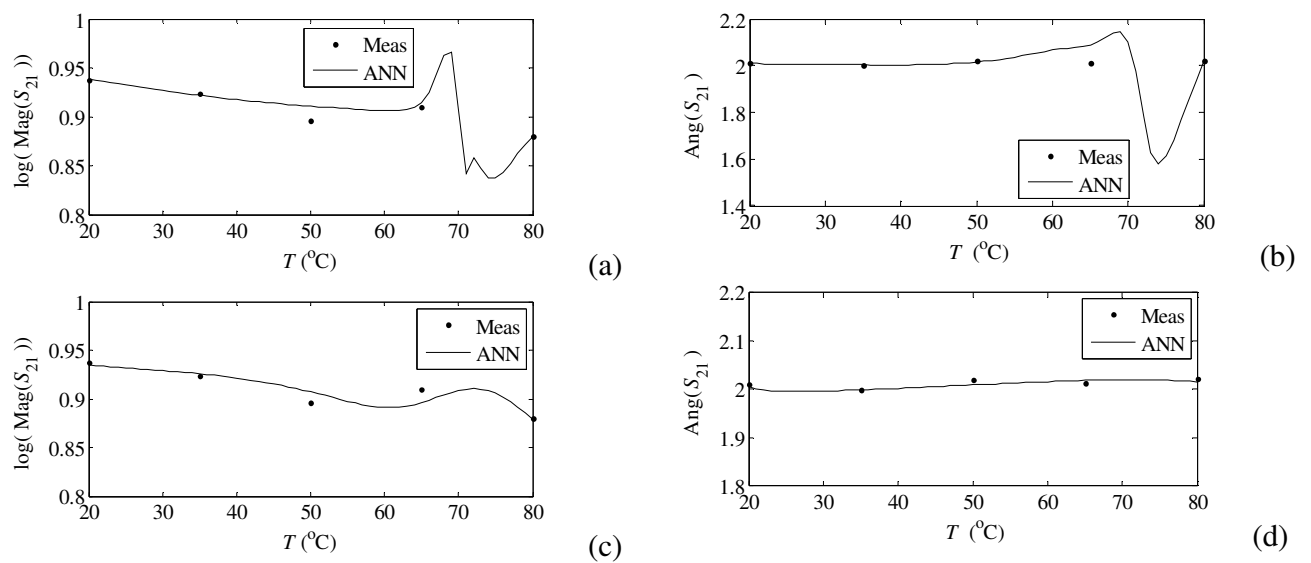 1
0.95
0.9
0.85
0.8
20 30 40 50 60 70 80
log( Mag(S21))
T (°C)
Meas
ANN
(a)
2.2
2
1.8
1.6
1.4
20 30 40 50 60 70 80
Ang(S21)
T (°C)
Meas
ANN
(b)
1
0.95
0.9
0.85
0.8
20 30 40 50 60 70 80
log( Mag(S21))
T (°C)
Meas
ANN
(c)
2.2
2.1
2
1.9
1.8
20 30 40 50 60 70 80
Ang(S21)
T (°C)
Meas
ANN
(d)